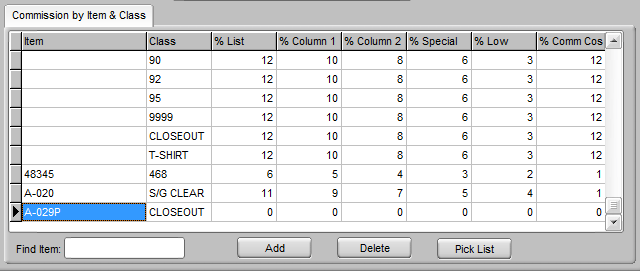 Commission by Item & Class
Item Class % List % Column 1 % Column 2 % Special % Low % Comm Cos
90 12 10 8 6 3 12
92 12 10 8 6 3 12
95 12 10 8 6 3 12
9999 12 10 8 6 3 12
CLOSEOUT 12 10 8 6 3 12
T-SHIRT 12 10 8 6 3 12
48345 468 6 5 4 3 2 1
A-020 S/G CLEAR 11 9 7 5 4 1
A-029P CLOSEOUT 0 0 0 0 0 0
Find Item: Add Delete Pick List